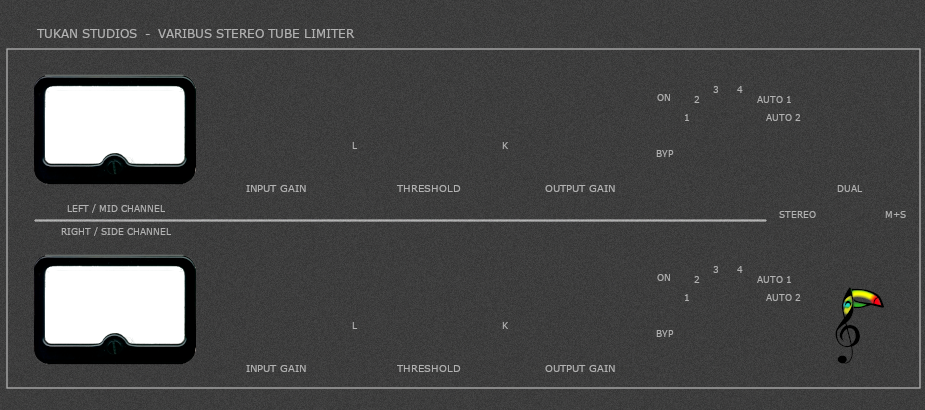 TUKAN STUDIOS - VARIBUS STEREO TUBE LIMITER
ON
2
3
4
AUTO 1
1
AUTO 2
L
K
BYP
INPUT GAIN
THRESHOLD
OUTPUT GAIN
DUAL
LEFT / MID CHANNEL
STEREO
M+S
RIGHT / SIDE CHANNEL
ON
2
3
4
AUTO 1
1
AUTO 2
L
K
BYP
INPUT GAIN
THRESHOLD
OUTPUT GAIN